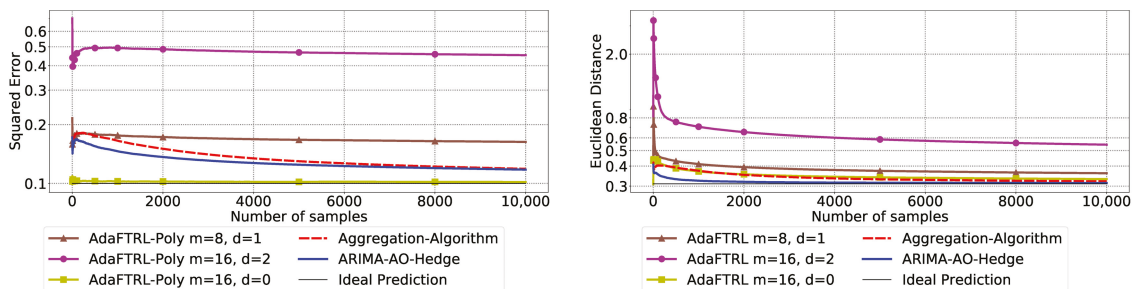 Squared Error
0.6
0.5
0.4
0.2
0.1
0
2000
4000
6000
8000
10,000
Number of samples
AdaFTRL-Poly m=8, d=1
AdaFTRL-Poly m=16, d=2
AdaFTRL-Poly m=16, d=0
Aggregation-Algorithm
ARIMA-AO-Hedge
Ideal Prediction
Euclidean Distance
2.0
0.8
0.6
0.5
0.4
0.3
0
2000
4000
6000
8000
10,000
Number of samples
AdaFTRL m=8, d=1
AdaFTRL m=16, d=2
AdaFTRL m=16, d=0
Aggregation-Algorithm
ARIMA-AO-Hedge
Ideal Prediction